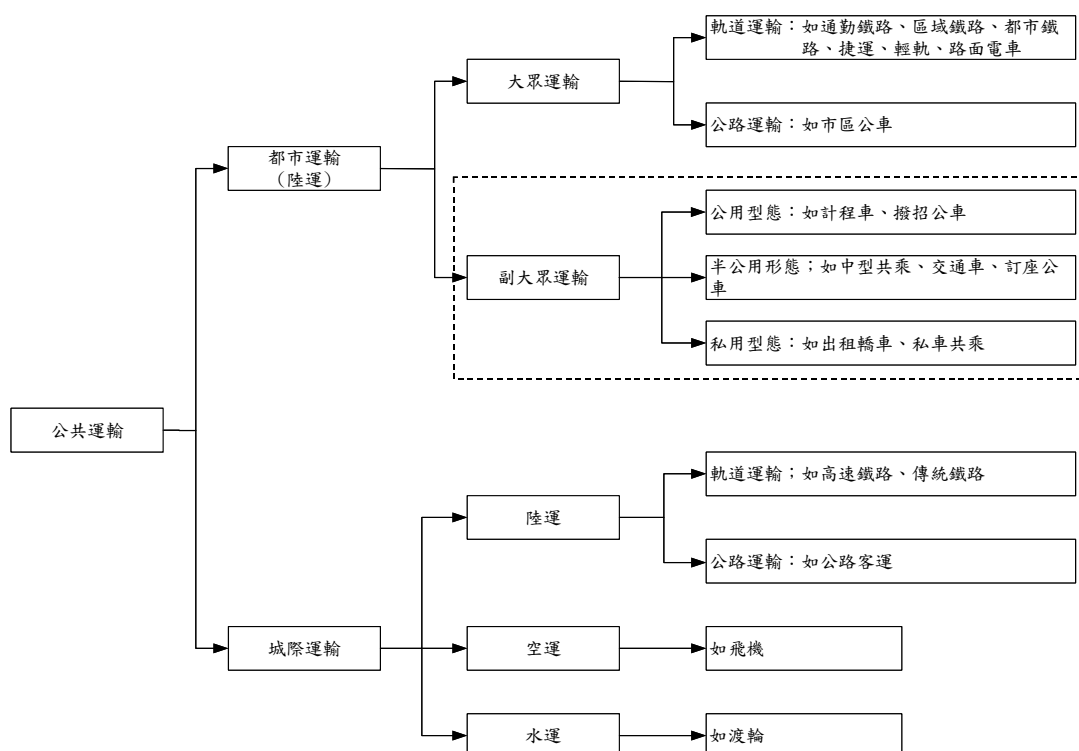 軌道運輸：如通勤鐵路、區域鐵路、都市鐵
路、捷運、輕軌、路面電車
大眾運輸
公路運輸：如市區公車
都市運輸
（陸運）
公用型態：如計程車、撥招公車
副大眾運輸
半公用形態；如中型共乘、交通車、訂座公
車
私用型態：如出租轎車、私車共乘
公共運輸
軌道運輸；如高速鐵路、傳統鐵路
陸運
公路運輸：如公路客運
城際運輸
空運
如飛機
水運
如渡輪